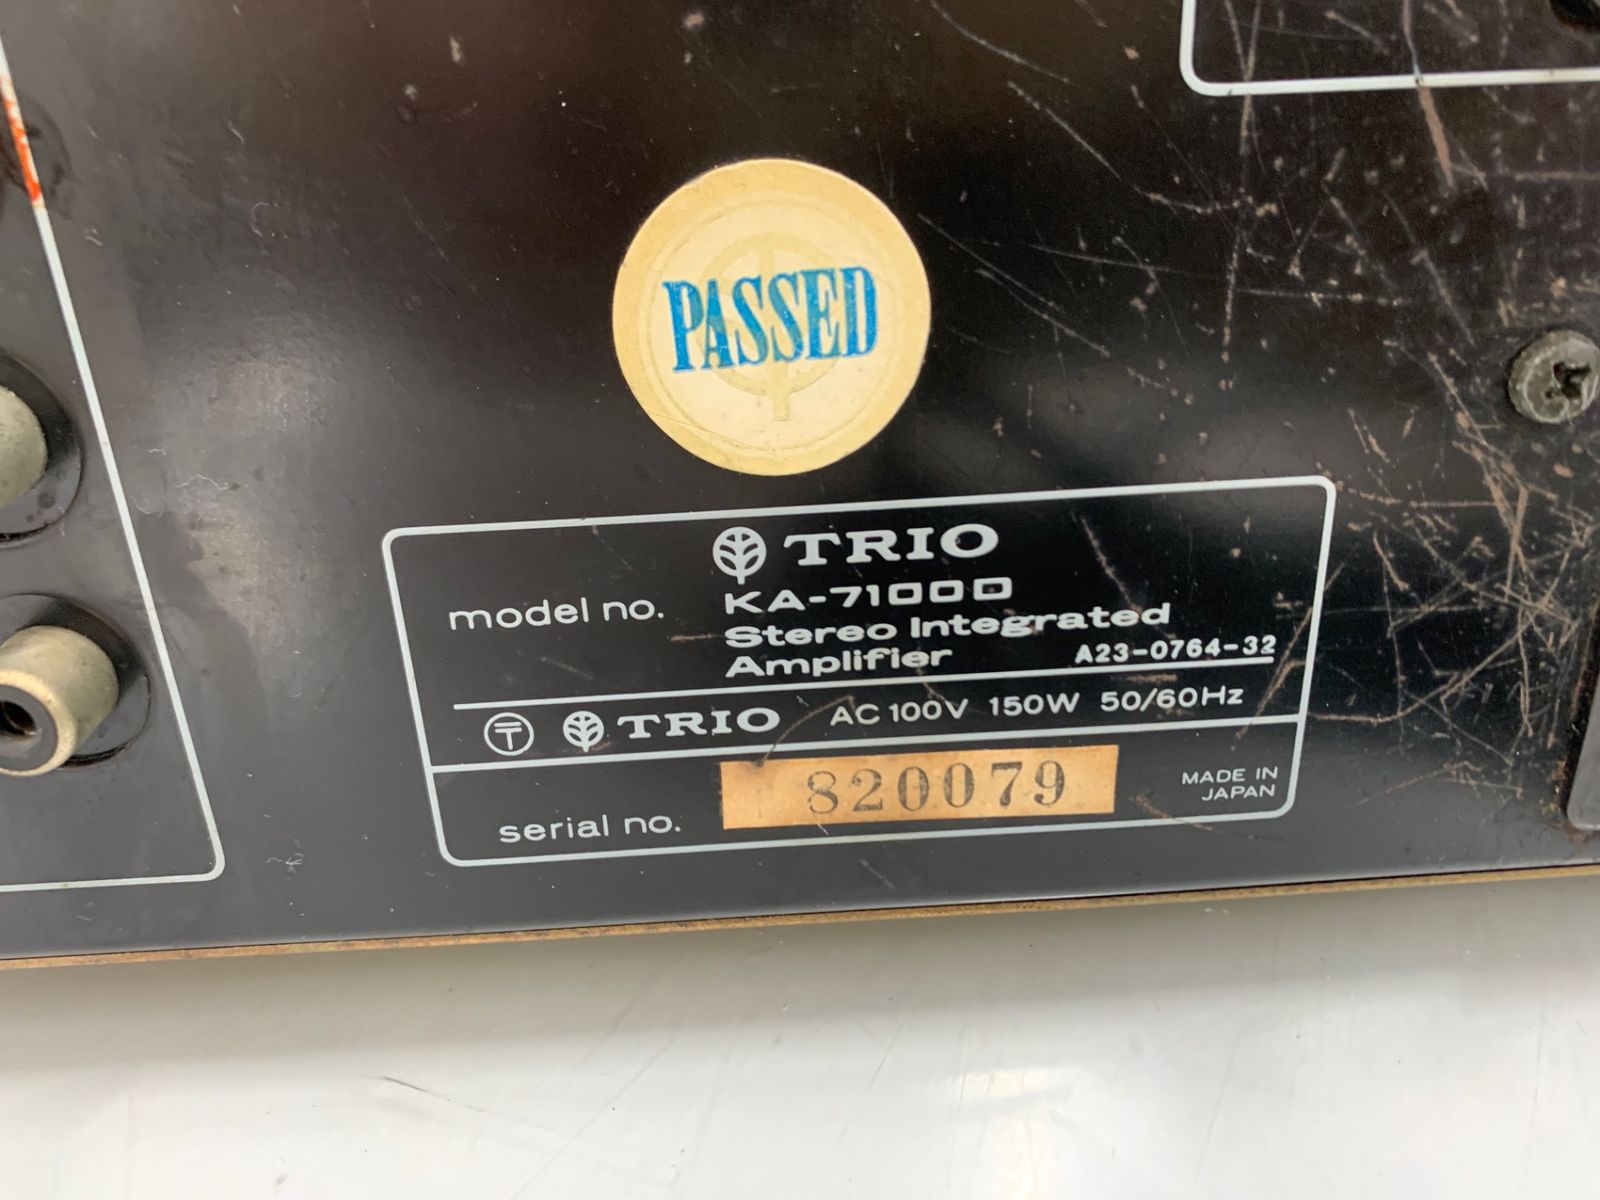 PASSED
TRIO
model no. KA-7100D
Stereo Integrated
Amplifier A23-0764-32
〒 TRIO AC 100V 150W 50/60Hz
serial no. 820079 MADE IN
JAPAN